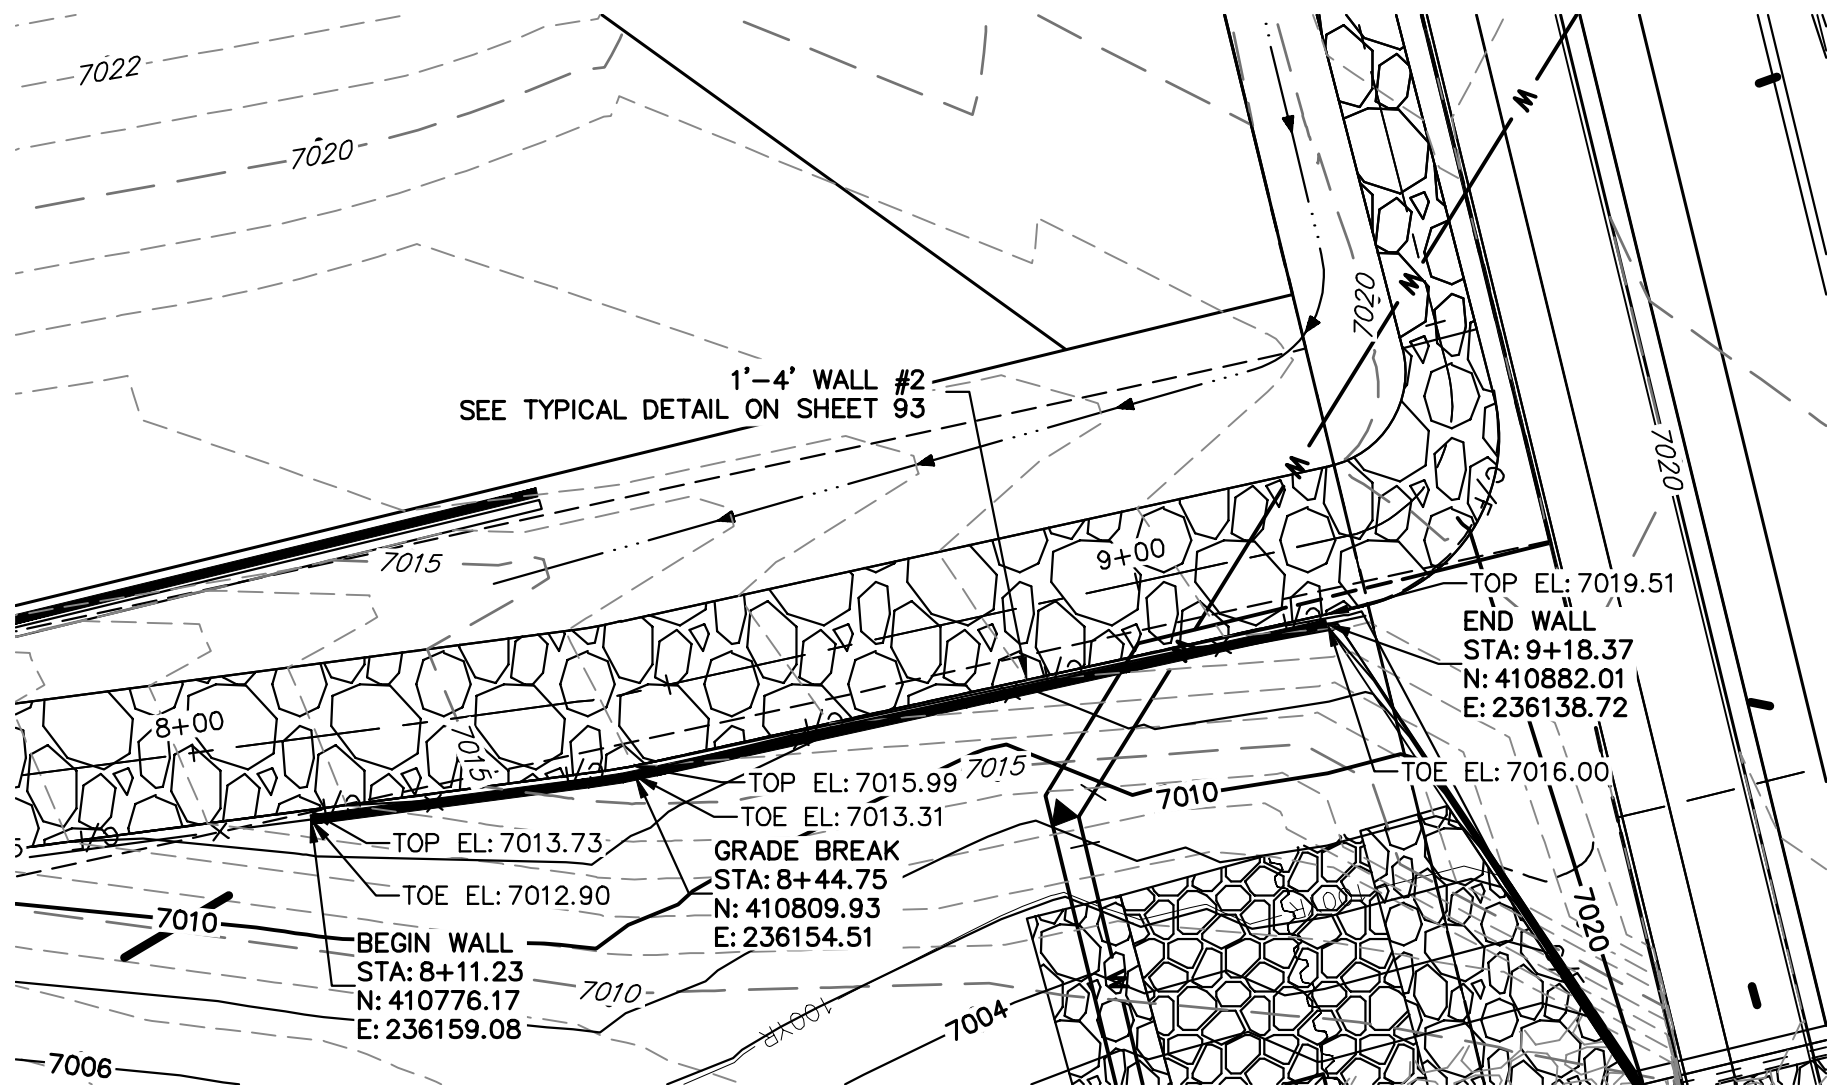 7022
7020
W
W
7020
1'-4' WALL #2
SEE TYPICAL DETAIL ON SHEET 93
W
7020
C/F
7015
9+00
TOP EL: 7019.51
END WALL
STA: 9+18.37
N: 410882.01
E: 236138.72
8+00
7015
TOP EL: 7015.99
7015
TOE EL: 7016.00
7010
TOE EL: 7013.31
TOP EL: 7013.73
GRADE BREAK
STA: 8+44.75
N: 410809.93
E: 236154.51
TOE EL: 7012.90
7010
7020
BEGIN WALL
STA: 8+11.23
N: 410776.17
E: 236159.08
7010
W
100YR
7004
7006